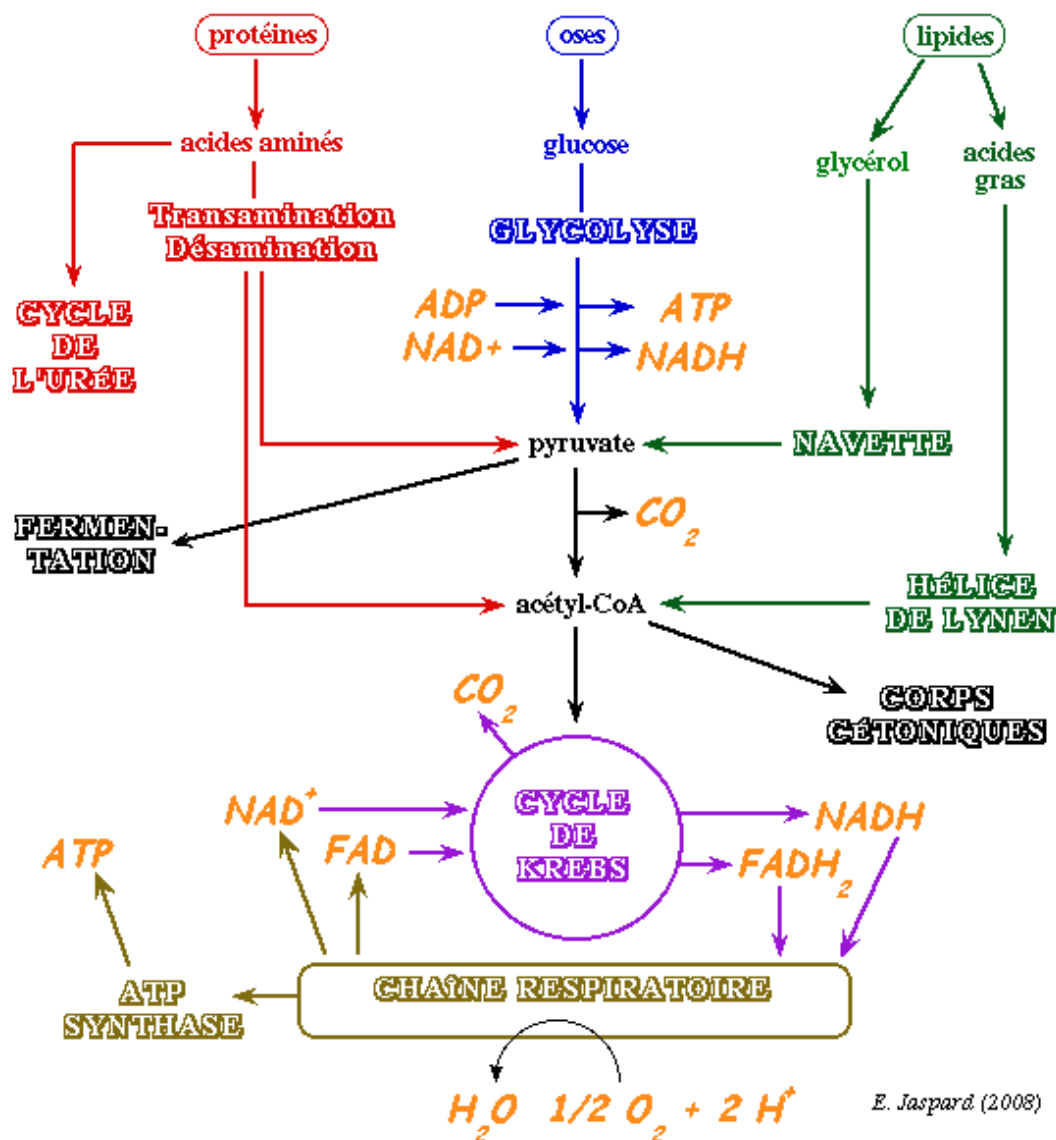 protéines
oses
lipides
acides aminés
glucose
glycérol
acides
gras
Transamination
Désamination
GLYCOLYSE
CYCLE
DE
L'URÉE
ADP
ATP
NAD+
NADH
pyruvate
NAVETTE
FERMEN-
TATION
CO2
acétyl-CoA
HÉLICE
DE LYNEN
CO2
CORPS
CÉTONIQUES
CYCLE
DE
KREBS
NAD+
NADH
ATP
FAD
FADH2
CHAÎNE RESPIRATOIRE
ATP
SYNTHASE
H2O 1/2 O2 + 2 H+
E. Jaspard (2008)